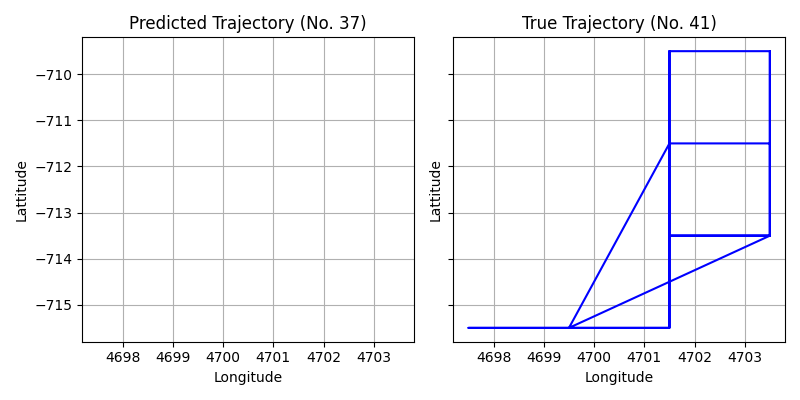 Predicted Trajectory (No. 37)
True Trajectory (No. 41)
−710
−711
−712
−713
−714
−715
Lattitude
Lattitude
4698 4699 4700 4701 4702 4703
4698 4699 4700 4701 4702 4703
Longitude
Longitude